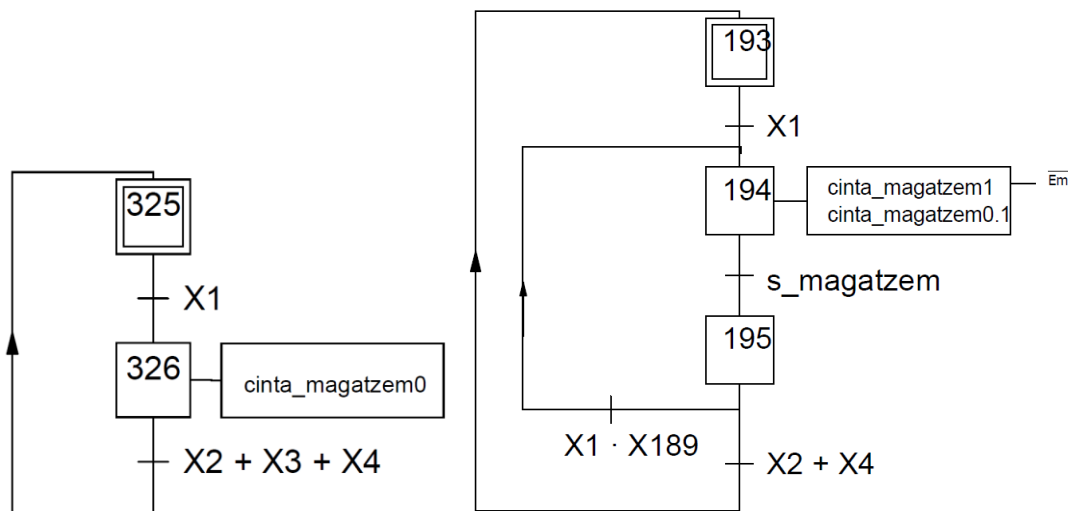 325
X1
326
cinta_magatzem0
X2 + X3 + X4
193
X1
194
cinta_magatzem1
cinta_magatzem0.1
E̅m̅
s_magatzem
195
X1 · X189
X2 + X4